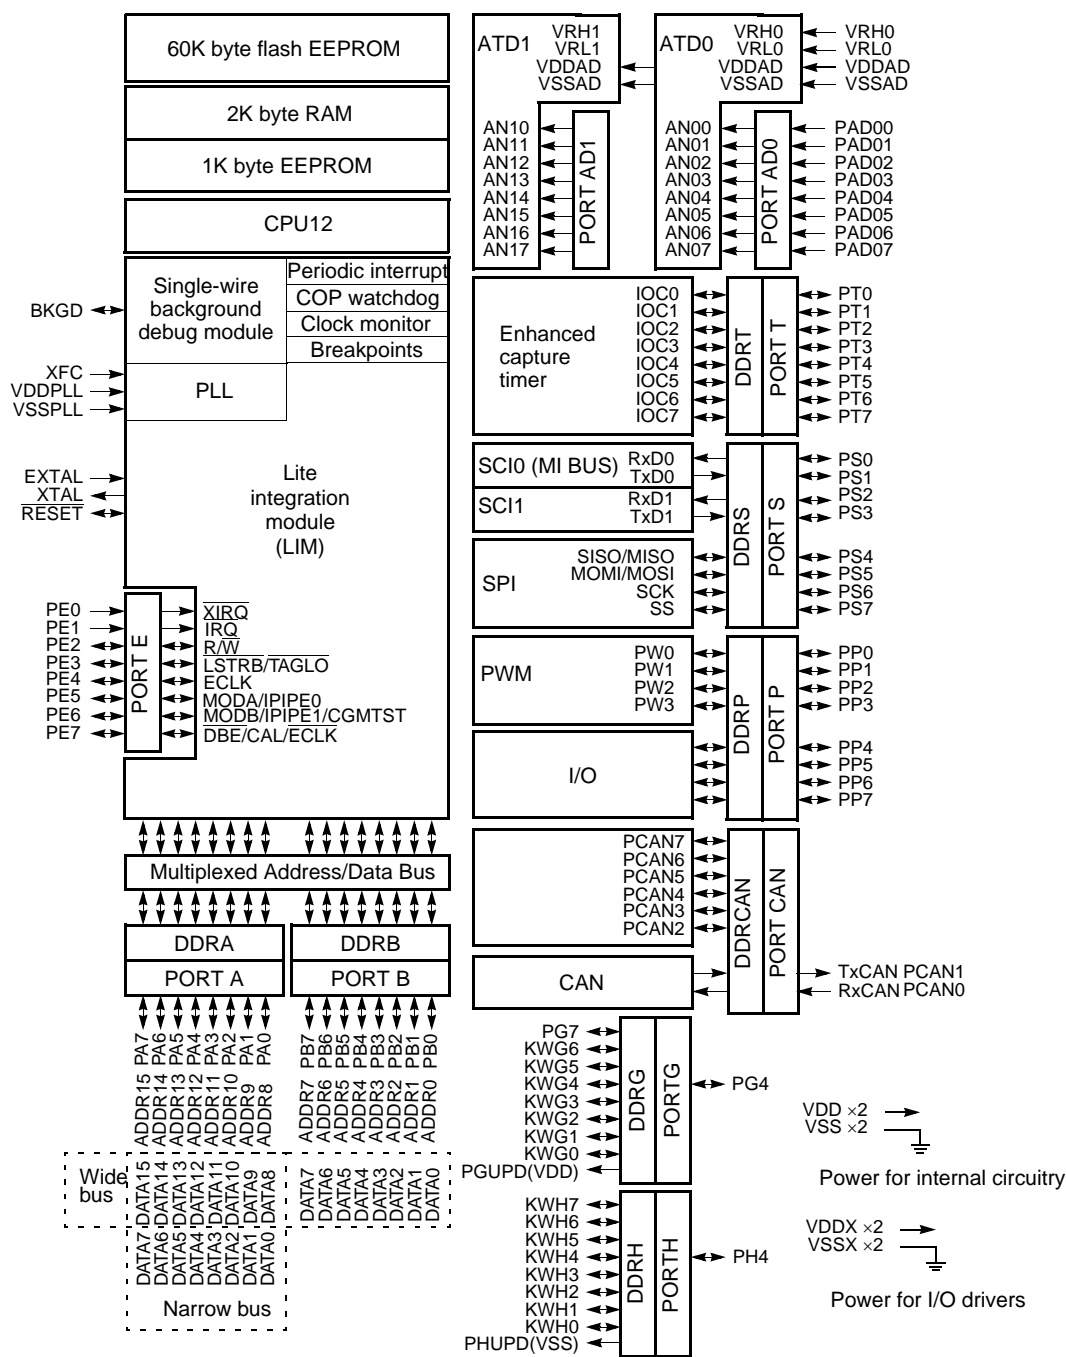 60K byte flash EEPROM
2K byte RAM
1K byte EEPROM
CPU12
Single-wire
background
debug module
Periodic interrupt
COP watchdog
Clock monitor
Breakpoints
BKGD
XFC
VDDPLL
VSSPLL
PLL
EXTAL
XTAL
RESET
Lite
integration
module
(LIM)
PE0
PE1
PE2
PE3
PE4
PE5
PE6
PE7
PORT E
XIRQ
IRQ
R/W
LSTRB/TAGLO
ECLK
MODA/IPIPE0
MODB/IPIPE1/CGMTST
DBE/CAL/ECLK
Multiplexed Address/Data Bus
DDRA
DDRB
PORT A
PORT B
PA7
PA6
PA5
PA4
PA3
PA2
PA1
PA0
PB7
PB6
PB5
PB4
PB3
PB2
PB1
PB0
ADDR15
ADDR14
ADDR13
ADDR12
ADDR11
ADDR10
ADDR9
ADDR8
ADDR7
ADDR6
ADDR5
ADDR4
ADDR3
ADDR2
ADDR1
ADDR0
Wide
bus
DATA15
DATA14
DATA13
DATA12
DATA11
DATA10
DATA9
DATA8
DATA7
DATA6
DATA5
DATA4
DATA3
DATA2
DATA1
DATA0
DATA7
DATA6
DATA5
DATA4
DATA3
DATA2
DATA1
DATA0
Narrow bus
ATD1
VRH1
VRL1
VDDAD
VSSAD
AN10
AN11
AN12
AN13
AN14
AN15
AN16
AN17
PORT AD1
ATD0
VRH0
VRL0
VDDAD
VSSAD
VRH0
VRL0
VDDAD
VSSAD
AN00
AN01
AN02
AN03
AN04
AN05
AN06
AN07
PORT AD0
PAD00
PAD01
PAD02
PAD03
PAD04
PAD05
PAD06
PAD07
Enhanced
capture
timer
IOC0
IOC1
IOC2
IOC3
IOC4
IOC5
IOC6
IOC7
DDRT
PORT T
PT0
PT1
PT2
PT3
PT4
PT5
PT6
PT7
SCI0 (MI BUS)
RxD0
TxD0
SCI1
RxD1
TxD1
SPI
SISO/MISO
MOMI/MOSI
SCK
SS
DDRS
PORT S
PS0
PS1
PS2
PS3
PS4
PS5
PS6
PS7
PWM
PW0
PW1
PW2
PW3
I/O
DDRP
PORT P
PP0
PP1
PP2
PP3
PP4
PP5
PP6
PP7
PCAN7
PCAN6
PCAN5
PCAN4
PCAN3
PCAN2
CAN
DDRCAN
PORT CAN
TxCAN PCAN1
RxCAN PCAN0
PG7
KWG6
KWG5
KWG4
KWG3
KWG2
KWG1
KWG0
PGUPD(VDD)
DDRG
PORTG
PG4
KWH7
KWH6
KWH5
KWH4
KWH3
KWH2
KWH1
KWH0
PHUPD(VSS)
DDRH
PORTH
PH4
VDD ×2
VSS ×2
Power for internal circuitry
VDDX ×2
VSSX ×2
Power for I/O drivers